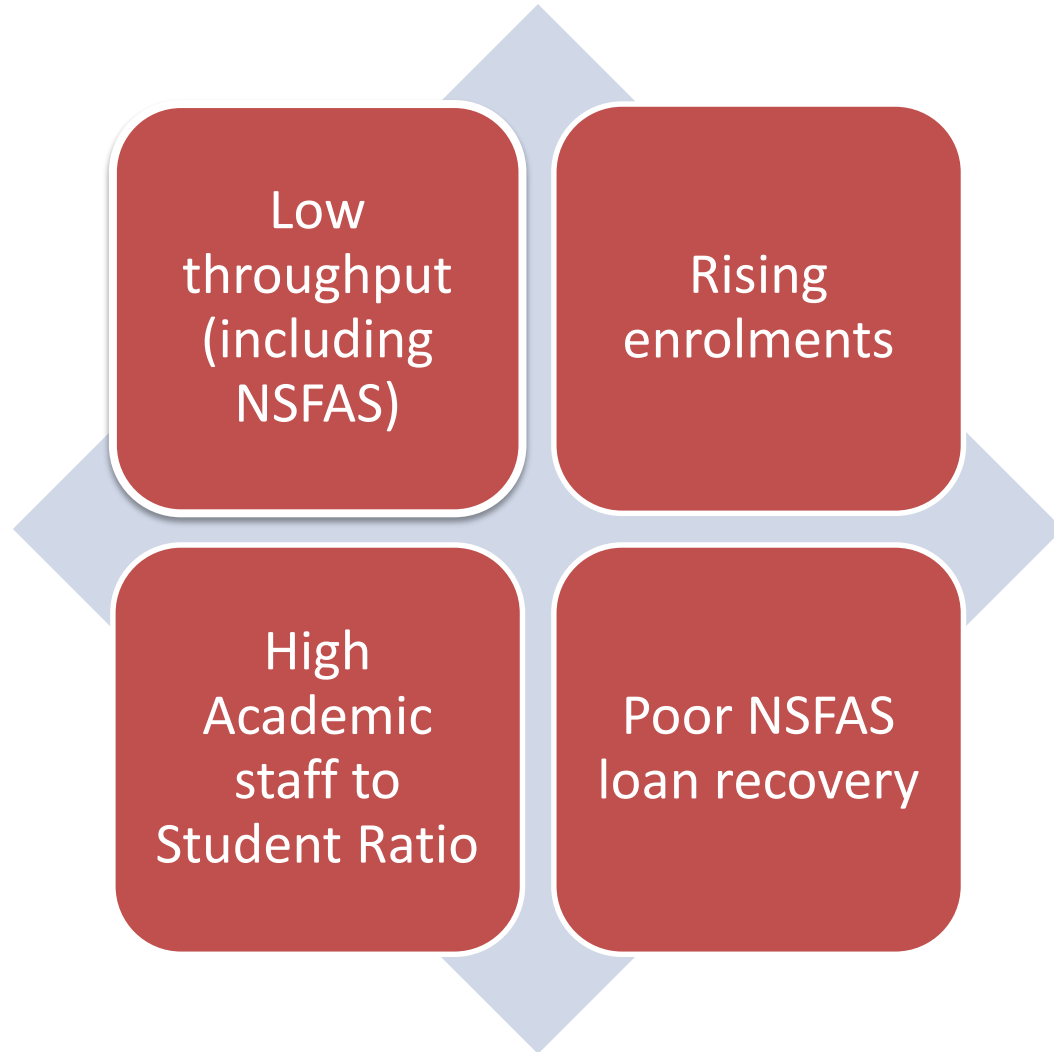 Low
throughput
(including
NSFAS)
Rising
enrolments
High
Academic
staff to
Student Ratio
Poor NSFAS
loan recovery